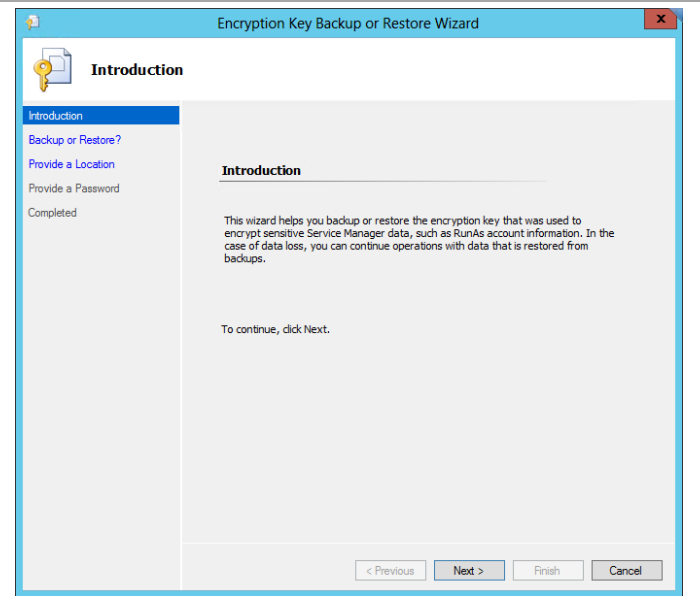 Encryption Key Backup or Restore Wizard
x
Introduction
Introduction
Backup or Restore?
Provide a Location
Provide a Password
Completed
Introduction
This wizard helps you backup or restore the encryption key that was used to
encrypt sensitive Service Manager data, such as RunAs account information. In the
case of data loss, you can continue operations with data that is restored from
backups.
To continue, click Next.
< Previous Next > Finish Cancel